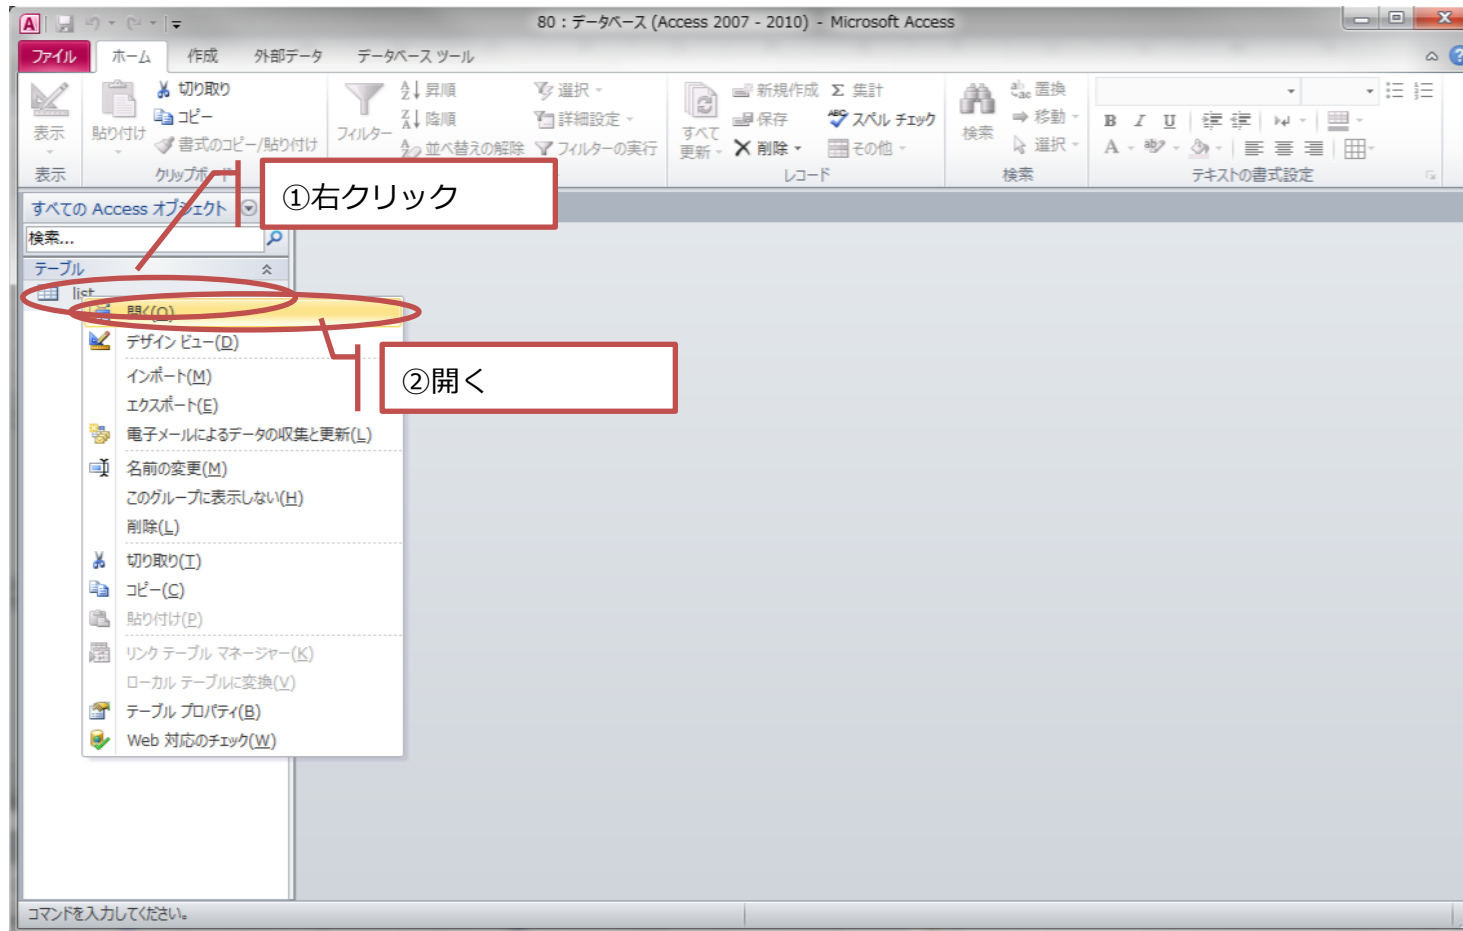 80 : データベース (Access 2007 - 2010) - Microsoft Access
ファイル ホーム 作成 外部データ データベース ツール
切り取り
コピー
書式のコピー/貼り付け
表示
貼り付け
表示
フィルター
昇順
降順
並べ替えの解除
選択
詳細設定
フィルターの実行
すべて
更新
新規作成
保存
削除
Σ 集計
スペル チェック
その他
レコード
検索
置換
移動
選択
検索
B I U
A
テキストの書式設定
①右クリック
すべての Access オブジェクト
検索...
テーブル
list
開く(O)
デザイン ビュー(D)
②開く
インポート(M)
エクスポート(E)
電子メールによるデータの収集と更新(L)
名前の変更(M)
このグループに表示しない(H)
削除(L)
切り取り(T)
コピー(C)
貼り付け(P)
リンク テーブル マネージャー(K)
ローカル テーブルに変換(V)
テーブル プロパティ(B)
Web 対応のチェック(W)
コマンドを入力してください。